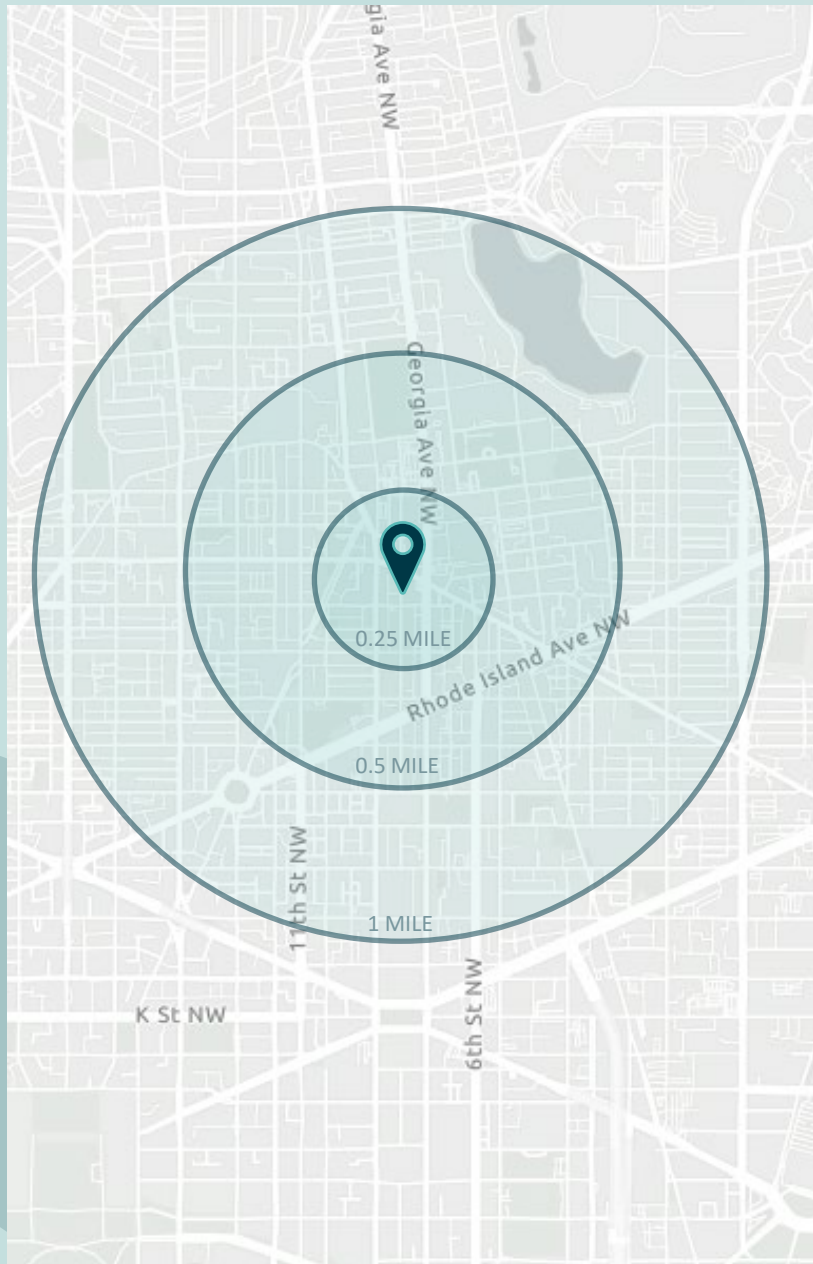 gia Ave NW
Georgia Ave NW
0.25 MILE
Rhode Island Ave NW
0.5 MILE
11th St NW
1 MILE
6th St NW
K St NW